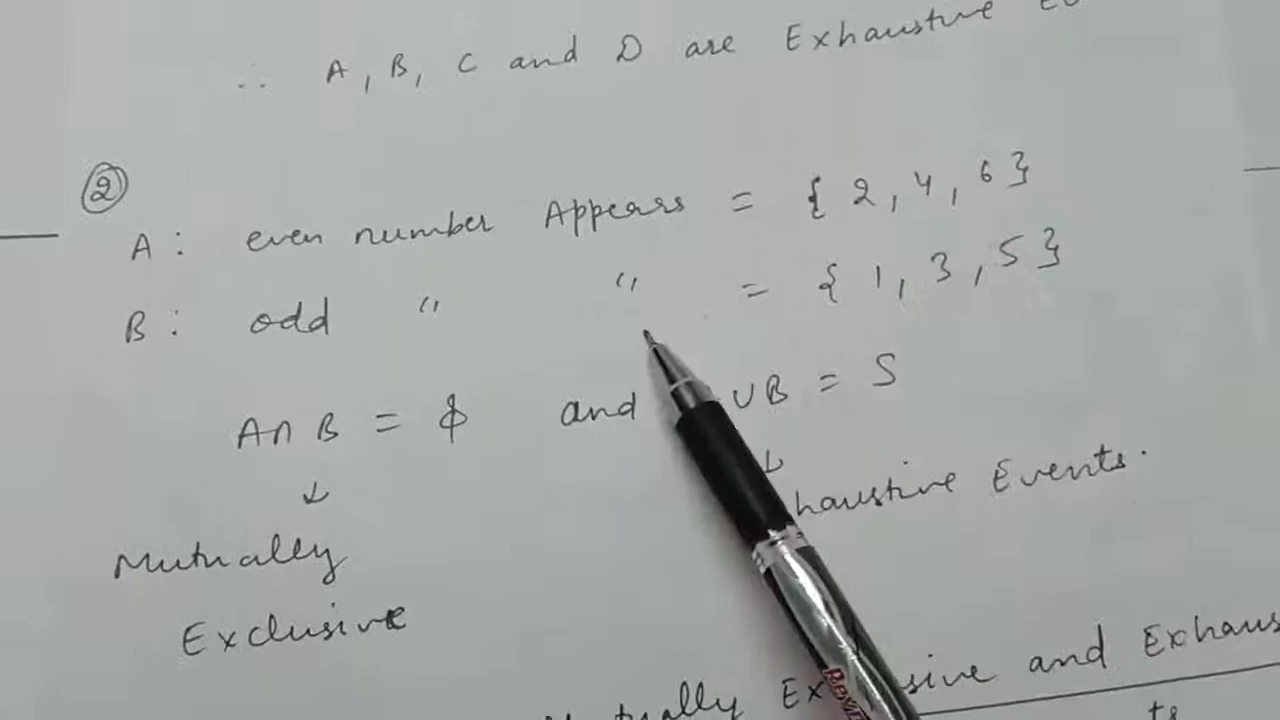 ∴ A, B, C and D are Exhaustive
②
A : even number Appears = { 2, 4, 6 }
B : odd " " = { 1, 3, 5 }
A∩ B = ϕ and ∪B = S
↓ ↓
Mutually haustive Events.
Exclusive
sive and Exhaus